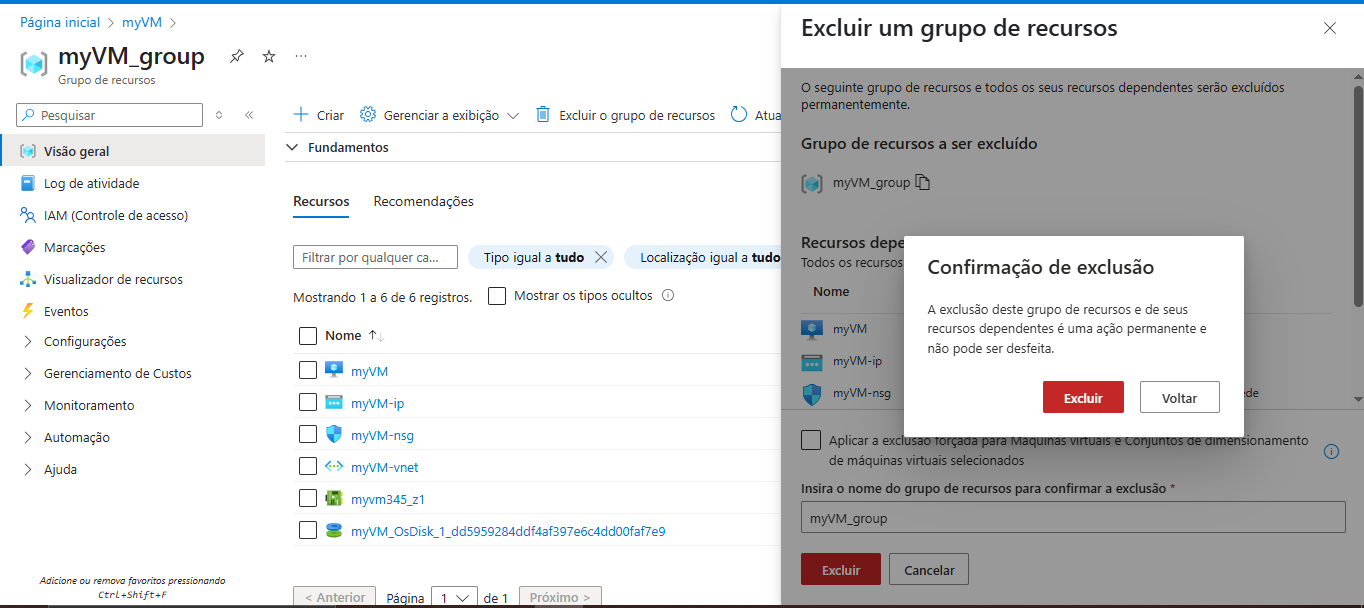 Página inicial > myVM >
myVM_group
Grupo de recursos
Pesquisar
Visão geral
Log de atividade
IAM (Controle de acesso)
Marcações
Visualizador de recursos
Eventos
Configurações
Gerenciamento de Custos
Monitoramento
Automação
Ajuda
Adicione ou remova favoritos pressionando
Ctrl+Shift+F
Criar
Gerenciar a exibição
Excluir o grupo de recursos
Atua
Fundamentos
Recursos
Recomendações
Filtrar por qualquer ca...
Tipo igual a tudo
Localização igual a tudo
Mostrando 1 a 6 de 6 registros.
Mostrar os tipos ocultos
Nome ↑↓
myVM
myVM-ip
myVM-nsg
myVM-vnet
myvm345_z1
myVM_OsDisk_1_dd5959284ddf4af397e6c4dd00faf7e9
< Anterior
Página
1
de 1
Próximo >
Excluir um grupo de recursos
O seguinte grupo de recursos e todos os seus recursos dependentes serão excluídos
permanentemente.
Grupo de recursos a ser excluído
myVM_group
Recursos depe
Todos os recursos
Nome
myVM
myVM-ip
myVM-nsg
ede
Confirmação de exclusão
A exclusão deste grupo de recursos e de seus
recursos dependentes é uma ação permanente e
não pode ser desfeita.
Excluir
Voltar
Aplicar a exclusão forçada para Máquinas virtuais e Conjuntos de dimensionamento
de máquinas virtuais selecionados
Insira o nome do grupo de recursos para confirmar a exclusão *
myVM_group
Excluir
Cancelar